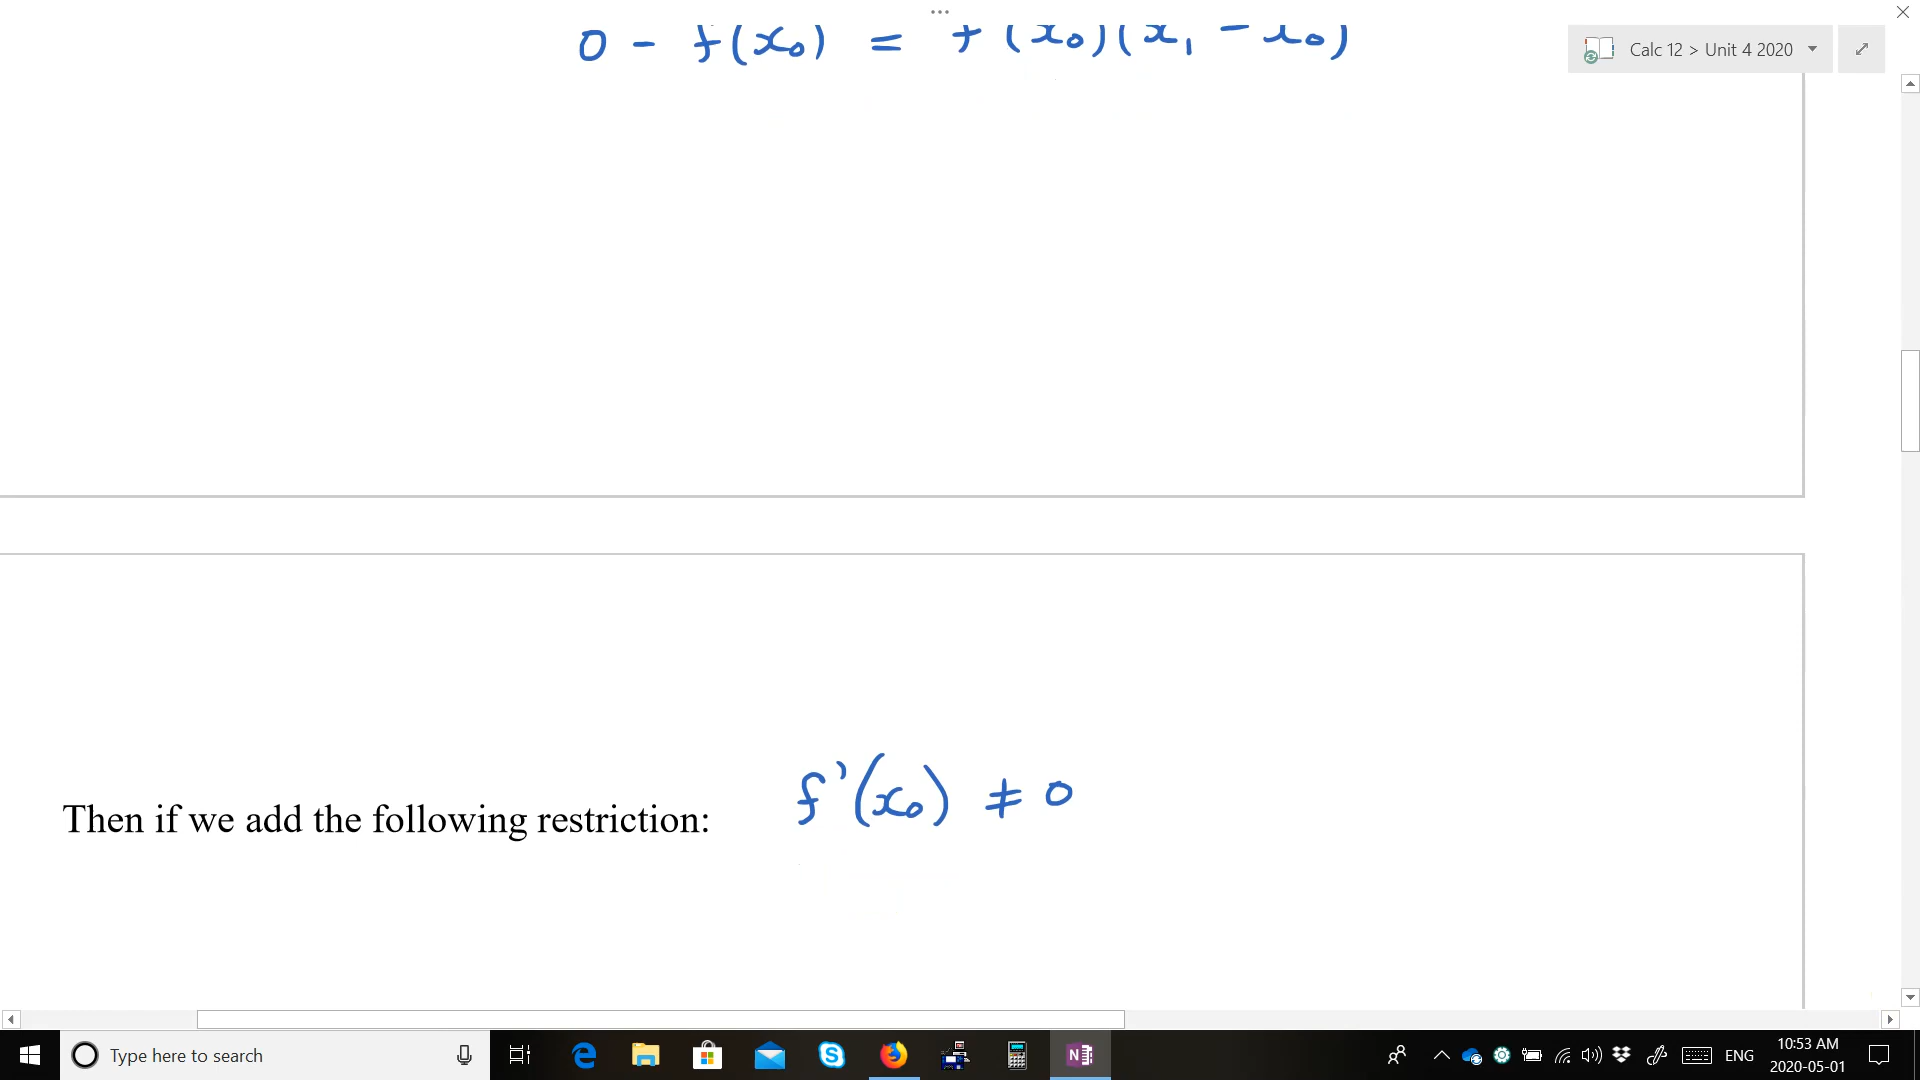 0 - f(x₀) = f'(x₀)(x₁ - x₀)
Calc 12 > Unit 4 2020
Then if we add the following restriction: f'(x₀) ≠ 0
Type here to search
ENG
10:53 AM
2020-05-01